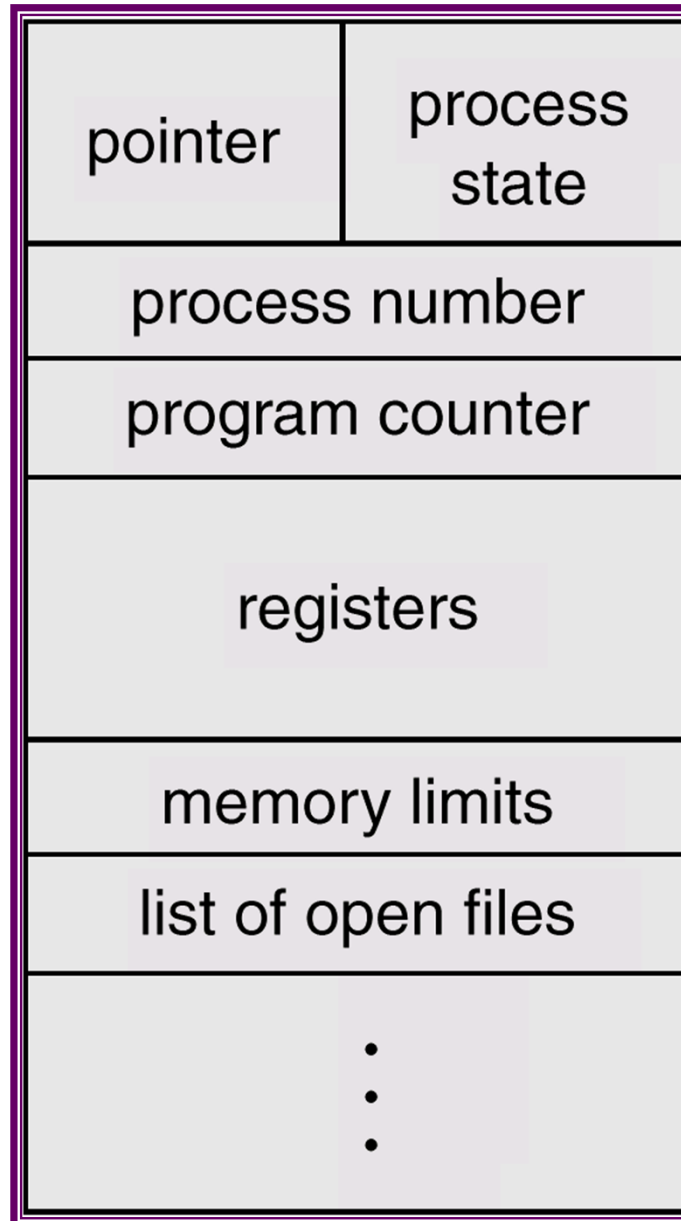 pointer
process
state
process number
program counter
registers
memory limits
list of open files